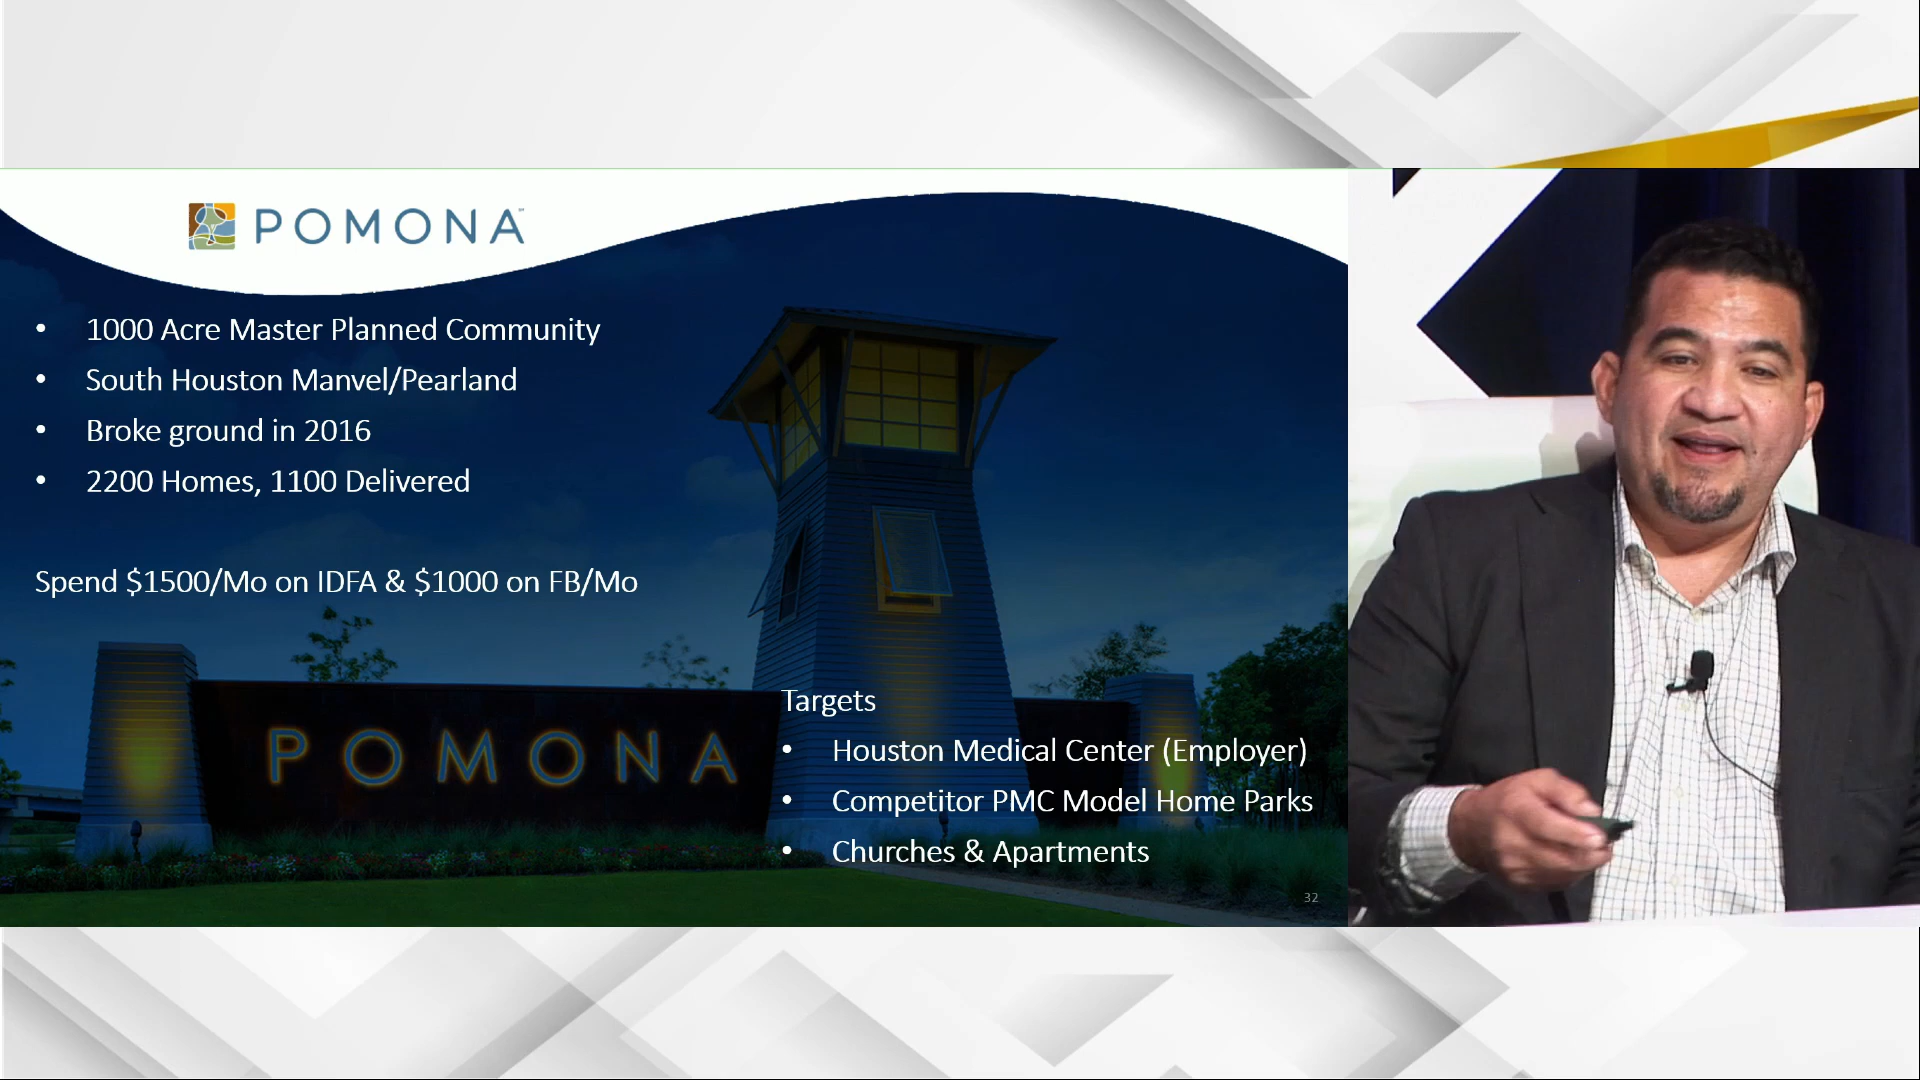 POMONA
• 1000 Acre Master Planned Community
• South Houston Manvel/Pearland
• Broke ground in 2016
• 2200 Homes, 1100 Delivered
Spend $1500/Mo on IDFA & $1000 on FB/Mo
POMONA
Targets
• Houston Medical Center (Employer)
• Competitor PMC Model Home Parks
• Churches & Apartments
32